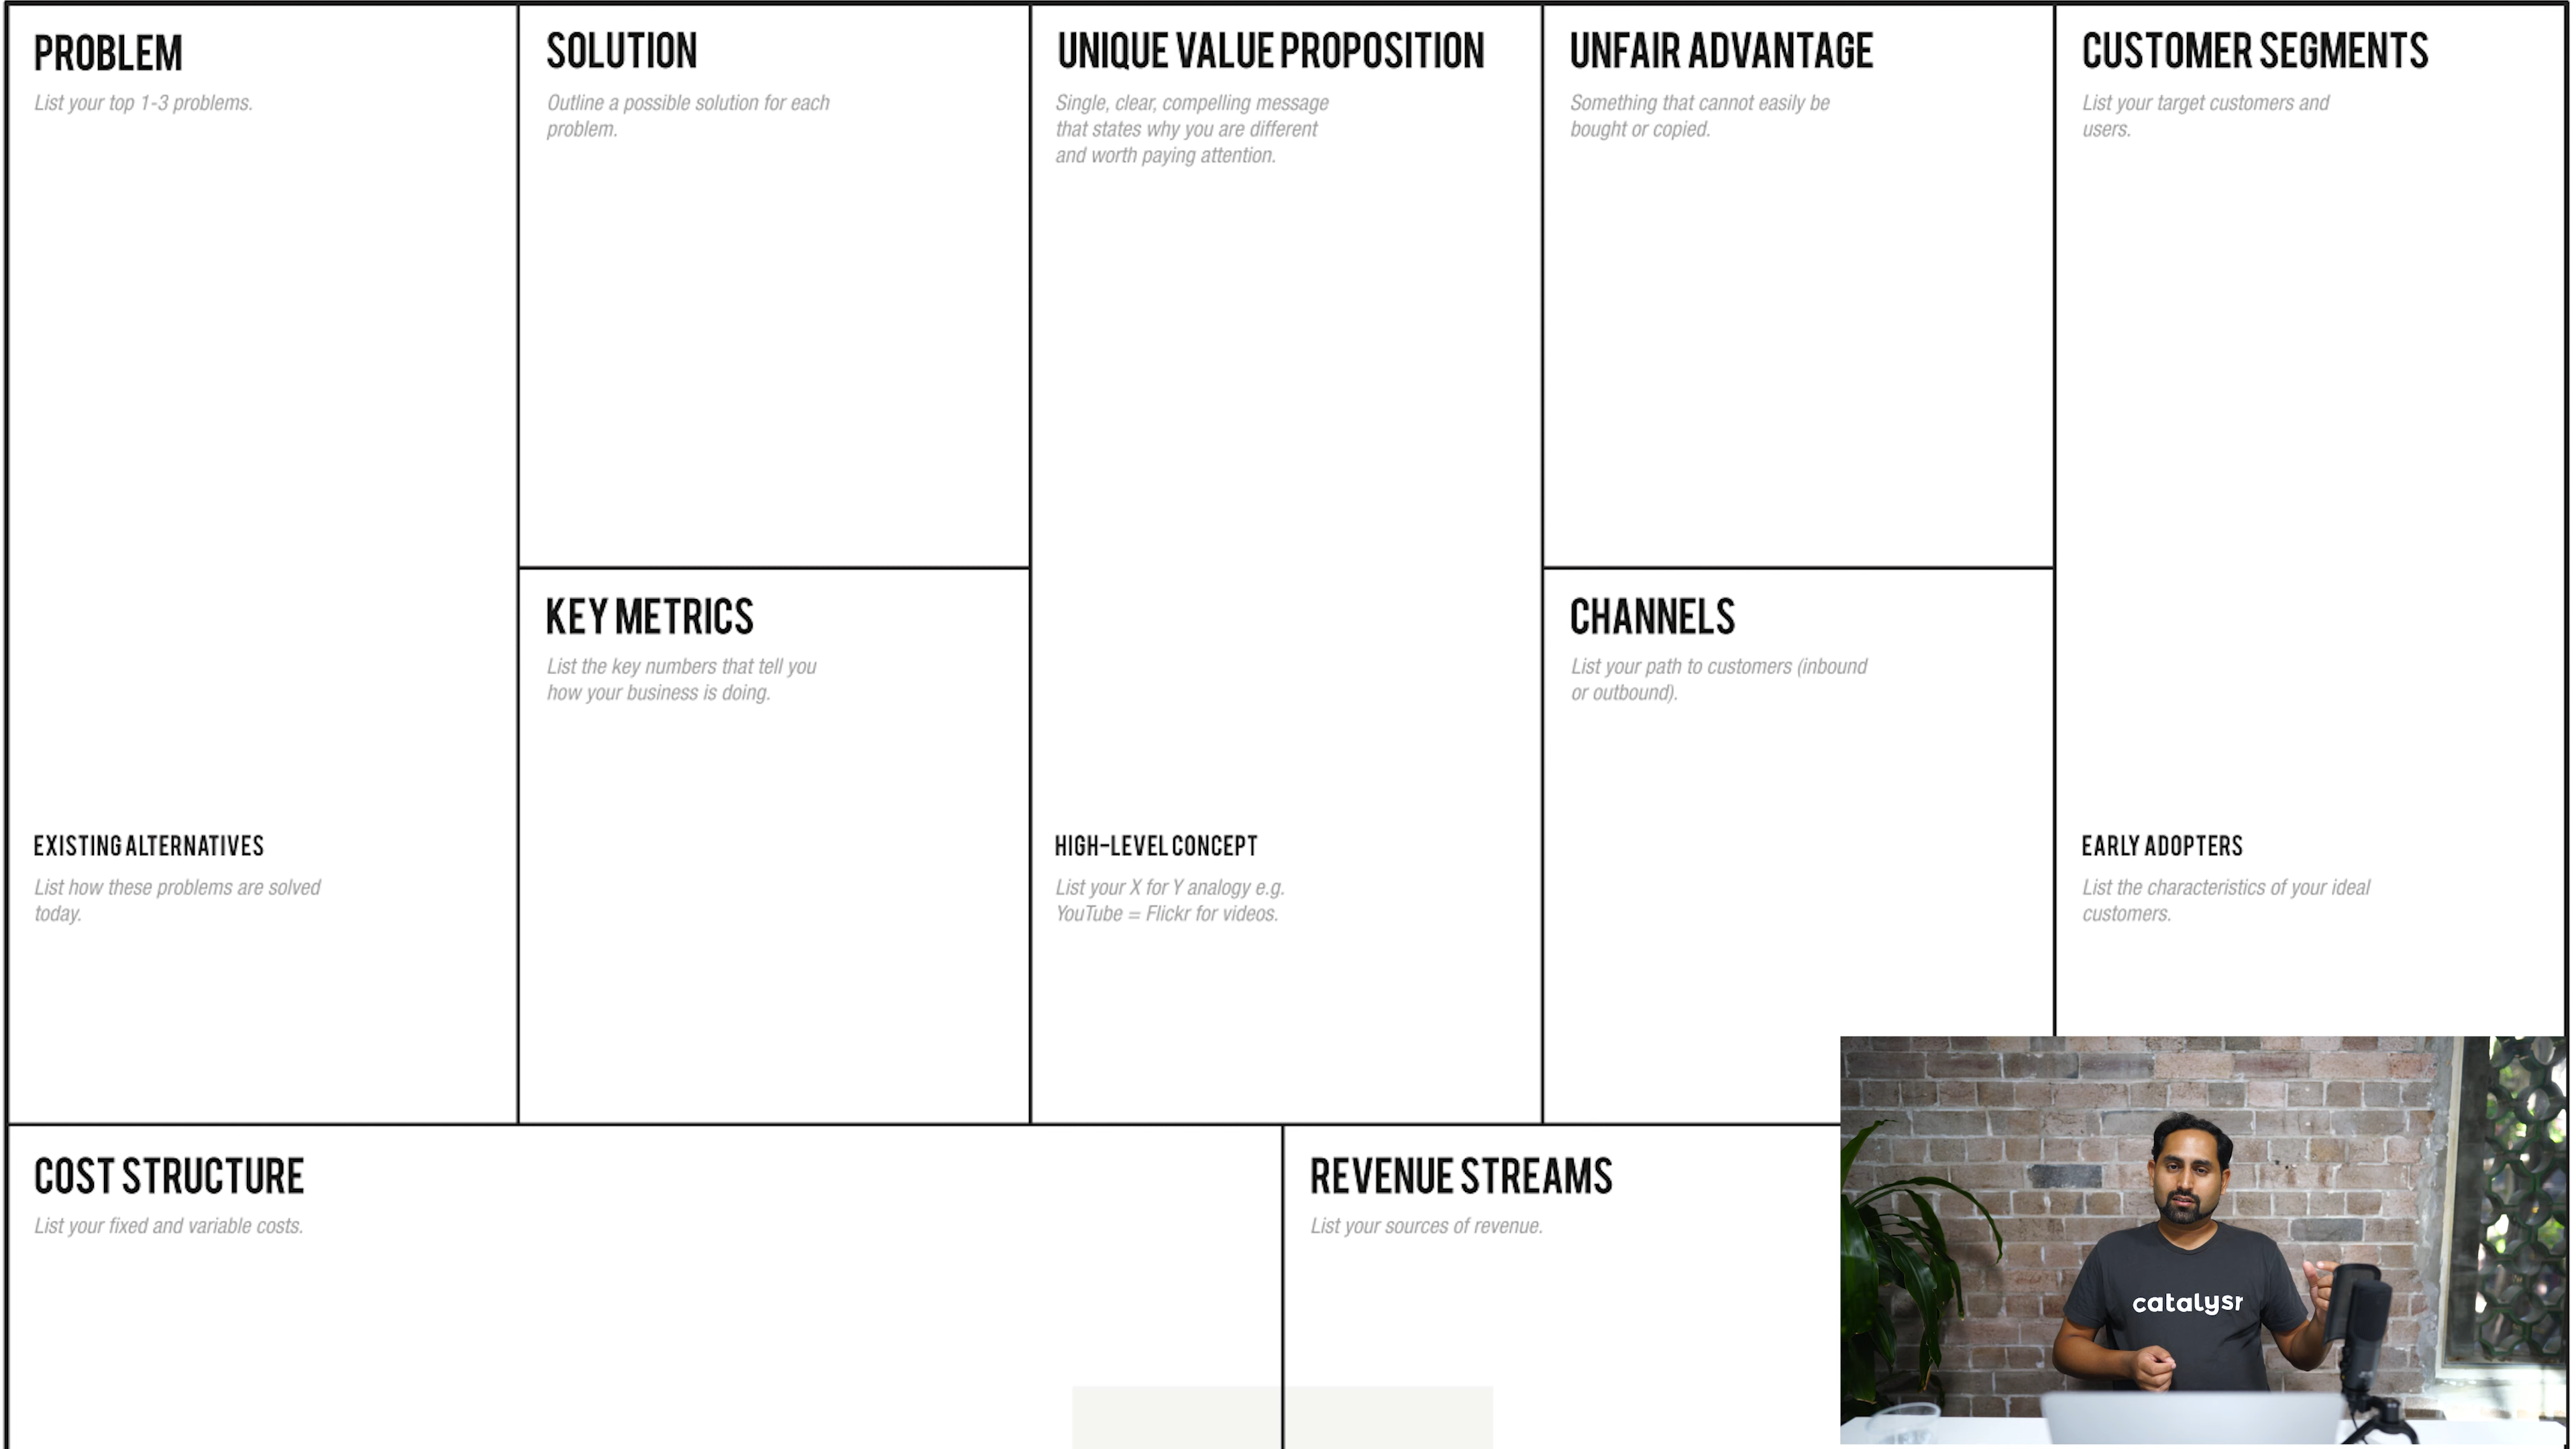 PROBLEM
List your top 1-3 problems.
EXISTING ALTERNATIVES
List how these problems are solved
today.
SOLUTION
Outline a possible solution for each
problem.
KEY METRICS
List the key numbers that tell you
how your business is doing.
UNIQUE VALUE PROPOSITION
Single, clear, compelling message
that states why you are different
and worth paying attention.
HIGH-LEVEL CONCEPT
List your X for Y analogy e.g.
YouTube = Flickr for videos.
UNFAIR ADVANTAGE
Something that cannot easily be
bought or copied.
CHANNELS
List your path to customers (inbound
or outbound).
CUSTOMER SEGMENTS
List your target customers and
users.
EARLY ADOPTERS
List the characteristics of your ideal
customers.
COST STRUCTURE
List your fixed and variable costs.
REVENUE STREAMS
List your sources of revenue.
catalysr